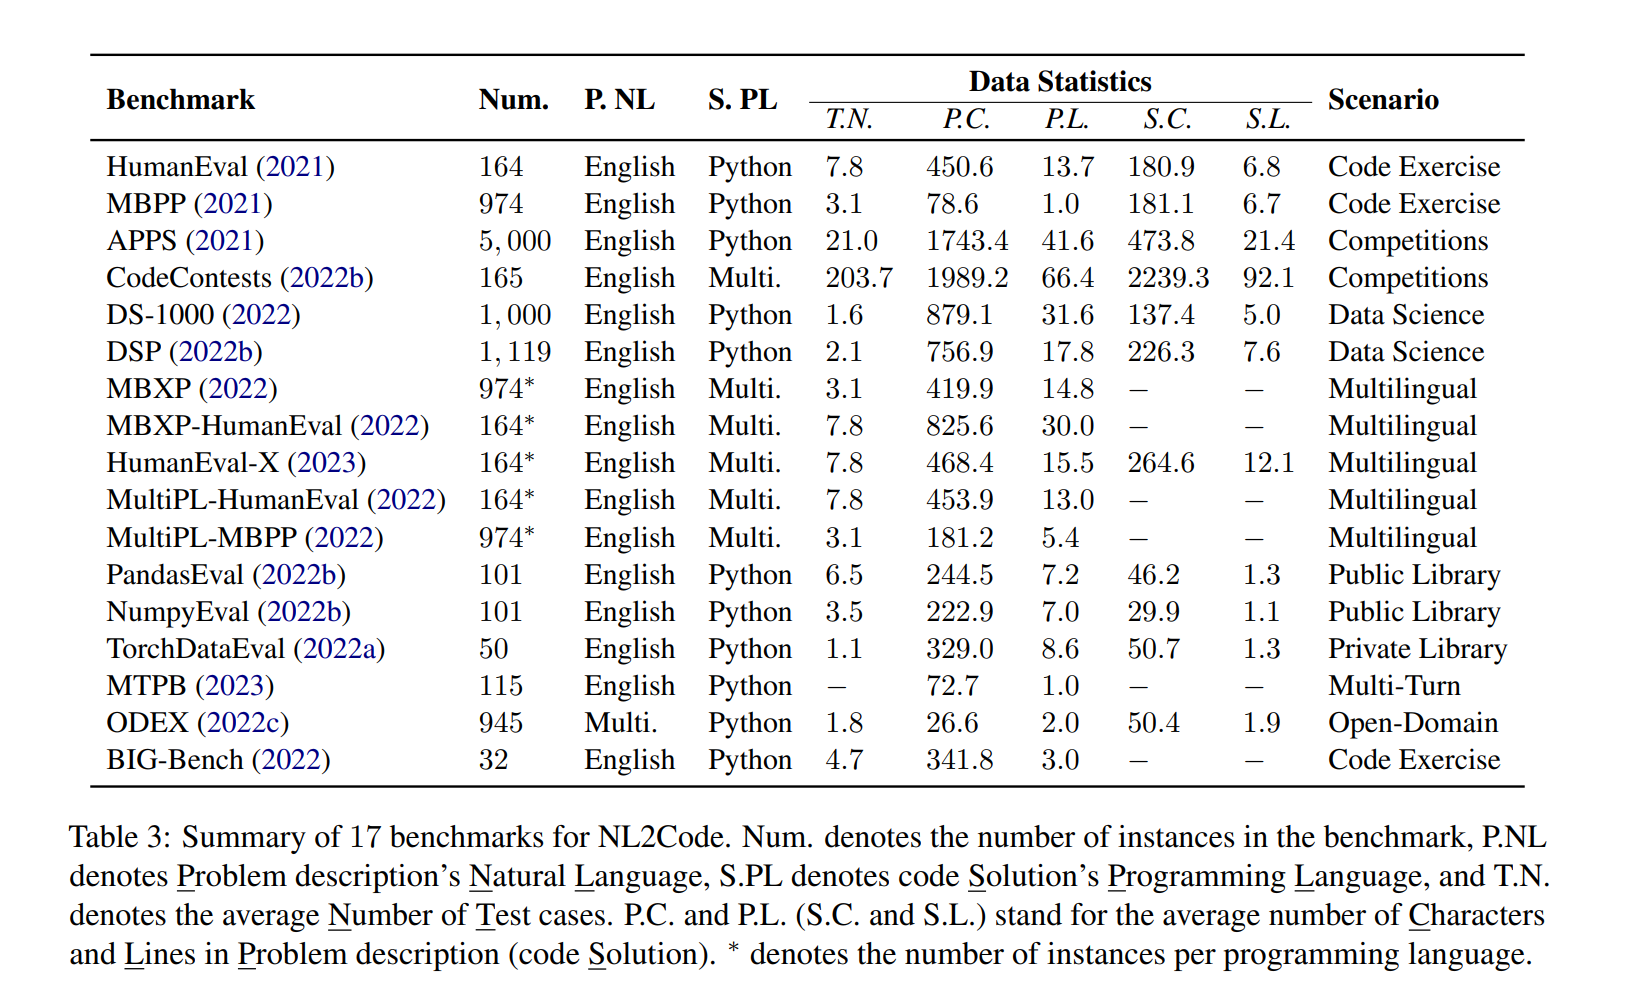 Data Statistics
Benchmark Num. P. NL S. PL Scenario
T.N. P.C. P.L. S.C. S.L.
HumanEval (2021) 164 English Python 7.8 450.6 13.7 180.9 6.8 Code Exercise
MBPP (2021) 974 English Python 3.1 78.6 1.0 181.1 6.7 Code Exercise
APPS (2021) 5,000 English Python 21.0 1743.4 41.6 473.8 21.4 Competitions
CodeContests (2022b) 165 English Multi. 203.7 1989.2 66.4 2239.3 92.1 Competitions
DS-1000 (2022) 1,000 English Python 1.6 879.1 31.6 137.4 5.0 Data Science
DSP (2022b) 1,119 English Python 2.1 756.9 17.8 226.3 7.6 Data Science
MBXP (2022) 974* English Multi. 3.1 419.9 14.8 – – Multilingual
MBXP-HumanEval (2022) 164* English Multi. 7.8 825.6 30.0 – – Multilingual
HumanEval-X (2023) 164* English Multi. 7.8 468.4 15.5 264.6 12.1 Multilingual
MultiPL-HumanEval (2022) 164* English Multi. 7.8 453.9 13.0 – – Multilingual
MultiPL-MBPP (2022) 974* English Multi. 3.1 181.2 5.4 – – Multilingual
PandasEval (2022b) 101 English Python 6.5 244.5 7.2 46.2 1.3 Public Library
NumpyEval (2022b) 101 English Python 3.5 222.9 7.0 29.9 1.1 Public Library
TorchDataEval (2022a) 50 English Python 1.1 329.0 8.6 50.7 1.3 Private Library
MTPB (2023) 115 English Python – 72.7 1.0 – – Multi-Turn
ODEX (2022c) 945 Multi. Python 1.8 26.6 2.0 50.4 1.9 Open-Domain
BIG-Bench (2022) 32 English Python 4.7 341.8 3.0 – – Code Exercise
Table 3: Summary of 17 benchmarks for NL2Code. Num. denotes the number of instances in the benchmark, P.NL
denotes Problem description's Natural Language, S.PL denotes code Solution's Programming Language, and T.N.
denotes the average Number of Test cases. P.C. and P.L. (S.C. and S.L.) stand for the average number of Characters
and Lines in Problem description (code Solution). * denotes the number of instances per programming language.